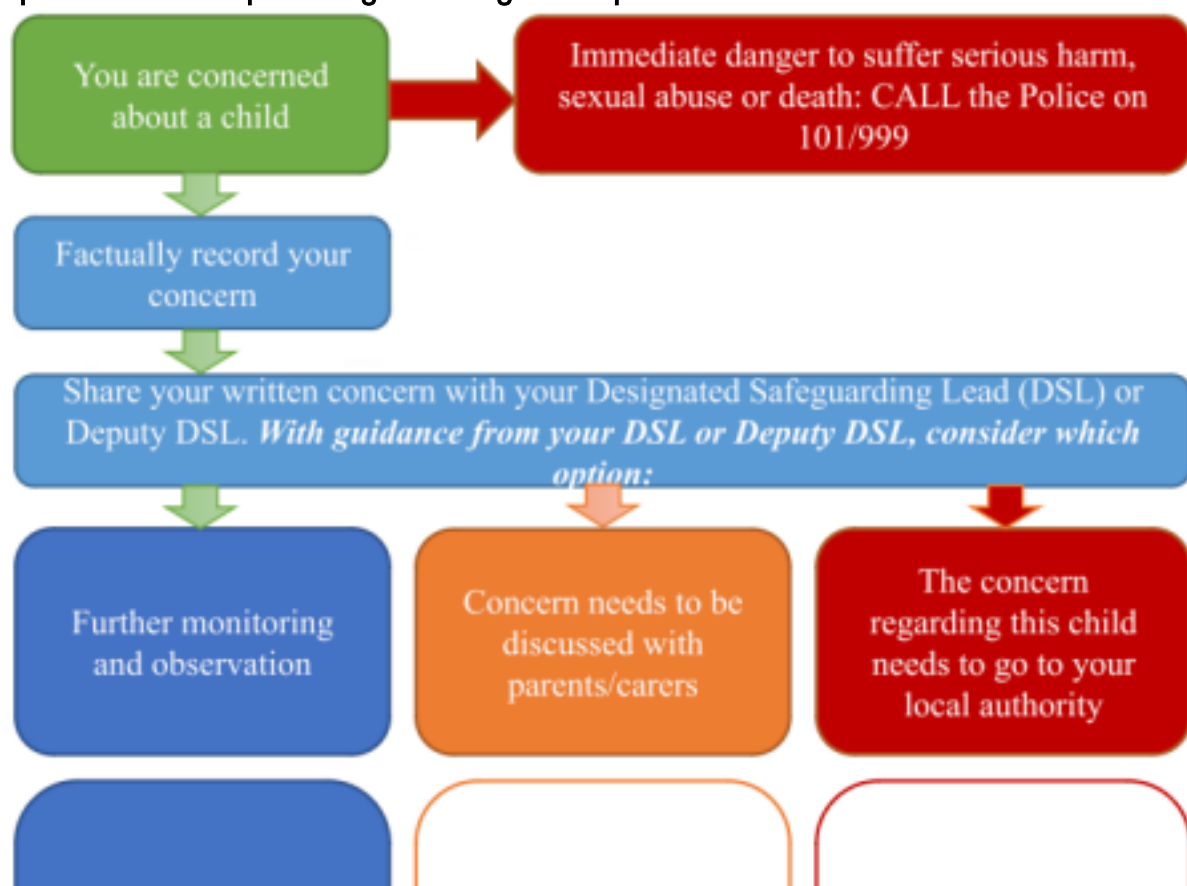 You are concerned
about a child
Immediate danger to suffer serious harm,
sexual abuse or death: CALL the Police on
101/999
Factually record your
concern
Share your written concern with your Designated Safeguarding Lead (DSL) or
Deputy DSL. With guidance from your DSL or Deputy DSL, consider which
option:
Further monitoring
and observation
Concern needs to be
discussed with
parents/carers
The concern
regarding this child
needs to go to your
local authority